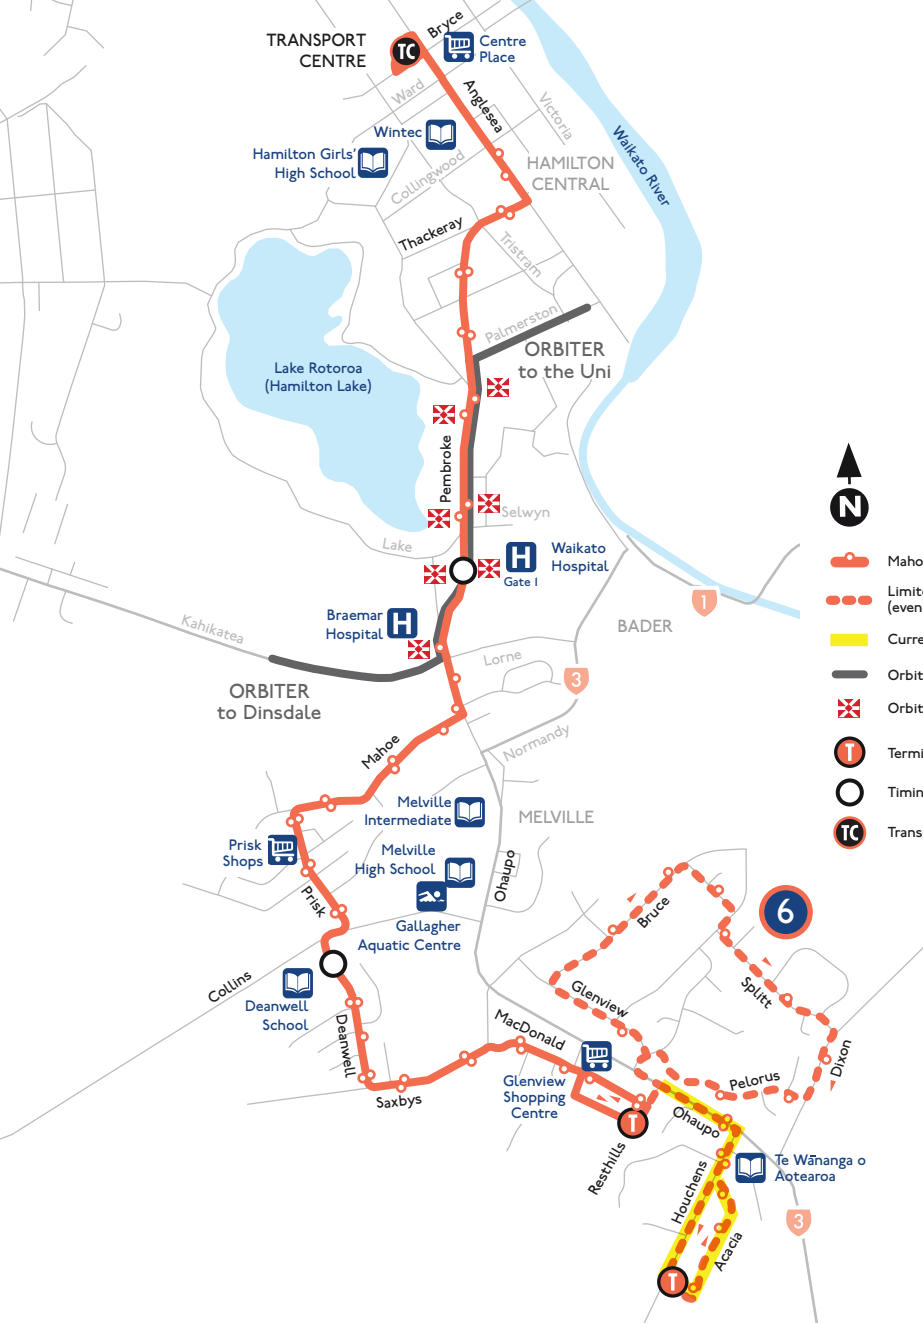 TRANSPORT
CENTRE
TC
Bryce
Centre
Place
Ward
Anglesea
Victoria
Wintec
Hamilton Girls'
High School
Collingwood
HAMILTON
CENTRAL
Waikato River
Thackeray
Tristram
Palmerston
ORBITER
to the Uni
Lake Rotoroa
(Hamilton Lake)
Pembroke
Selwyn
Lake
H
Gate 1
Waikato
Hospital
N
Braemar
Hospital
H
Kahikatea
BADER
1
Lorne
3
ORBITER
to Dinsdale
Mahoe
Normandy
Melville
Intermediate
MELVILLE
Prisk
Shops
Melville
High School
Ohaupo
Prisk
Gallagher
Aquatic Centre
Collins
Deanwell
School
Deanwell
Saxbys
MacDonald
Glenview
Shopping
Centre
T
Resthills
Bruce
6
Splitt
Glenview
Dixon
Pelorus
Ohaupo
Te Wānanga o
Aotearoa
Houchens
Acacia
3
T
Maho
Limit
(even
Curre
Orbit
Orbit
T
Termi
Timin
TC
Trans